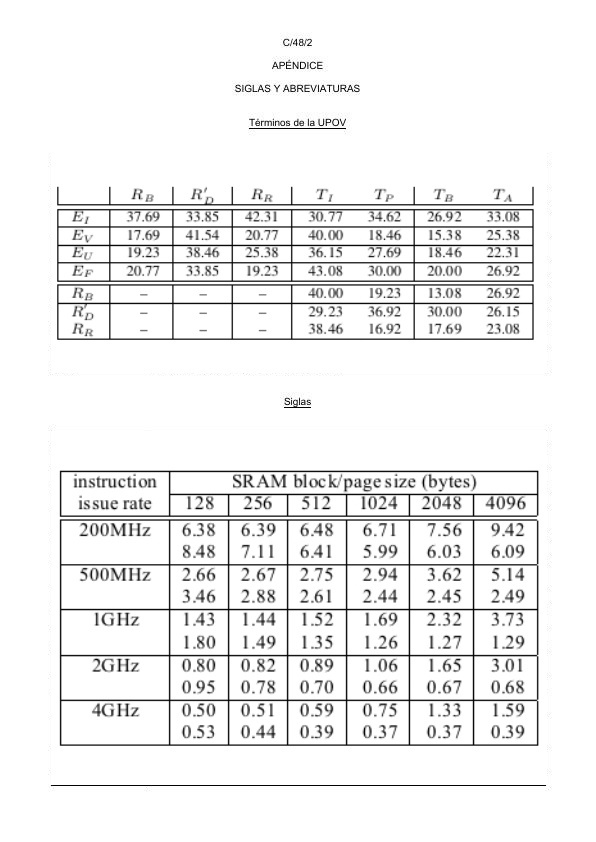 C/48/2
APÉNDICE
SIGLAS Y ABREVIATURAS
Términos de la UPOV
R_B R'_D R_R T_I T_P T_B T_A
E_I 37.69 33.85 42.31 30.77 34.62 26.92 33.08
E_V 17.69 41.54 20.77 40.00 18.46 15.38 25.38
E_U 19.23 38.46 25.38 36.15 27.69 18.46 22.31
E_F 20.77 33.85 19.23 43.08 30.00 20.00 26.92
R_B – – – 40.00 19.23 13.08 26.92
R'_D – – – 29.23 36.92 30.00 26.15
R_R – – – 38.46 16.92 17.69 23.08
Siglas
instruction SRAM block/page size (bytes)
issue rate 128 256 512 1024 2048 4096
200MHz 6.38 6.39 6.48 6.71 7.56 9.42
8.48 7.11 6.41 5.99 6.03 6.09
500MHz 2.66 2.67 2.75 2.94 3.62 5.14
3.46 2.88 2.61 2.44 2.45 2.49
1GHz 1.43 1.44 1.52 1.69 2.32 3.73
1.80 1.49 1.35 1.26 1.27 1.29
2GHz 0.80 0.82 0.89 1.06 1.65 3.01
0.95 0.78 0.70 0.66 0.67 0.68
4GHz 0.50 0.51 0.59 0.75 1.33 1.59
0.53 0.44 0.39 0.37 0.37 0.39